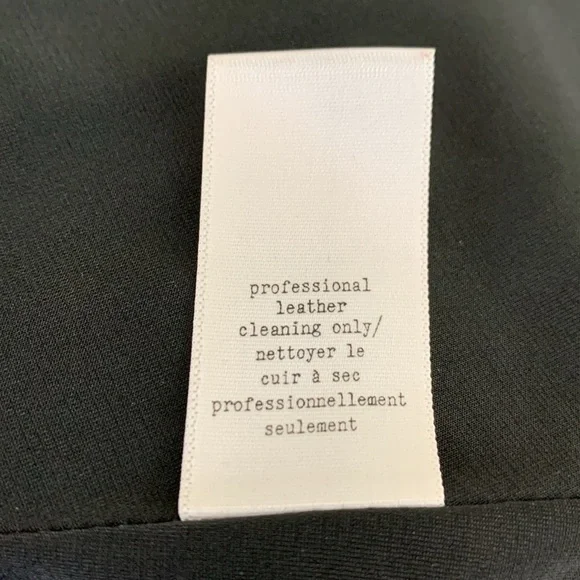 professional
leather
cleaning only/
nettoyer le
cuir à sec
professionnellement
seulement